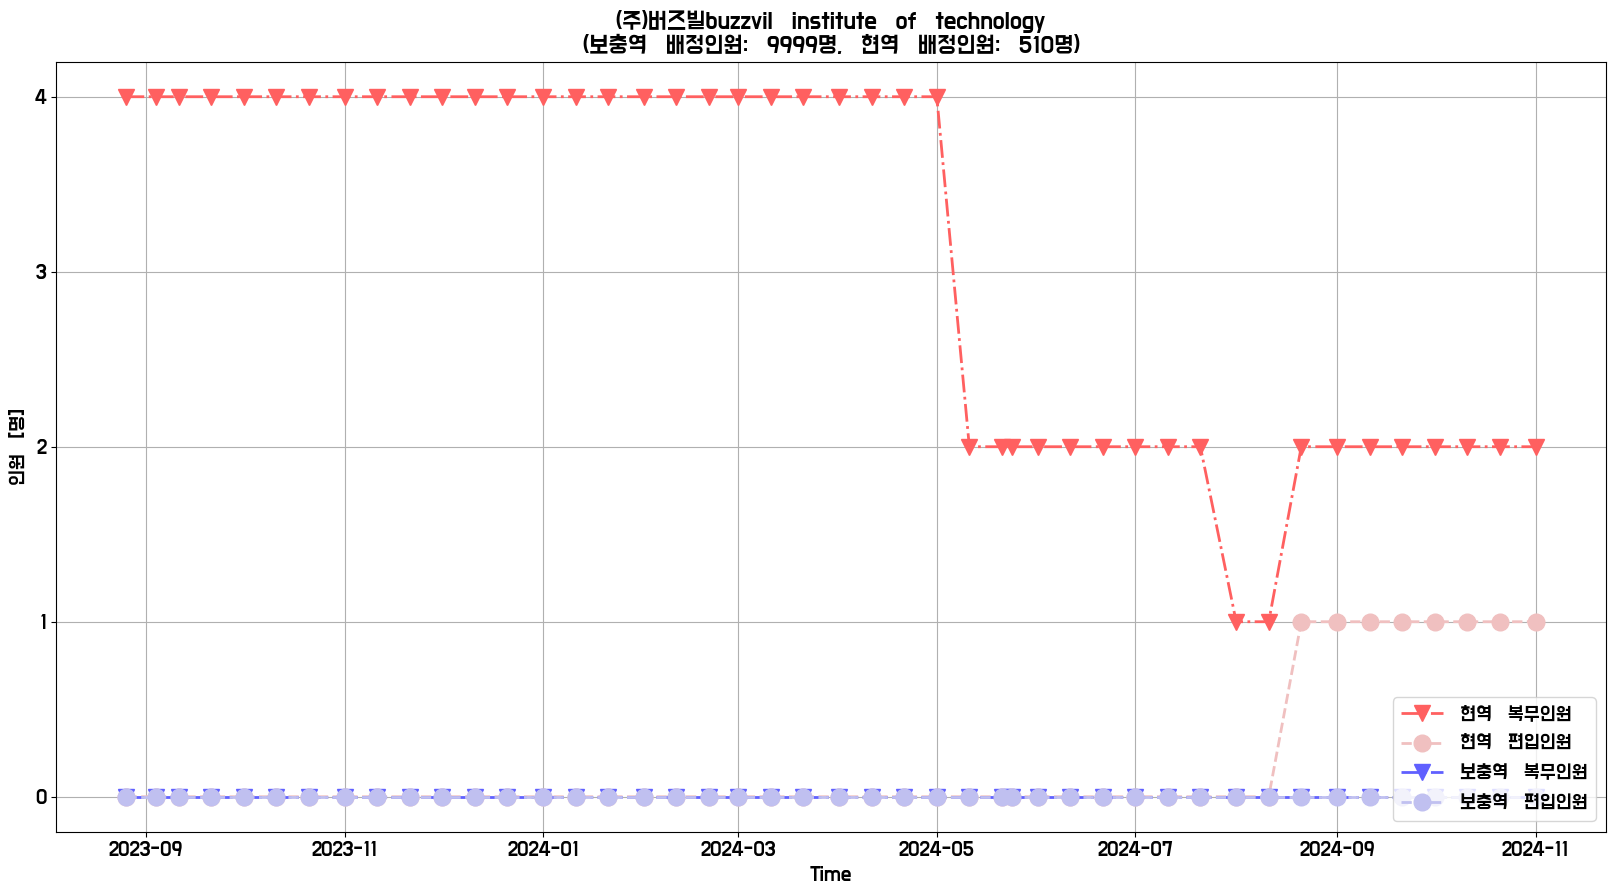 (주)버즈빌buzzvil institute of technology
(보충역 배정인원: 9999명, 현역 배정인원: 510명)
인원 [명]
4
3
2
1
0
2023-09 2023-11 2024-01 2024-03 2024-05 2024-07 2024-09 2024-11
Time
현역 복무인원
현역 편입인원
보충역 복무인원
보충역 편입인원